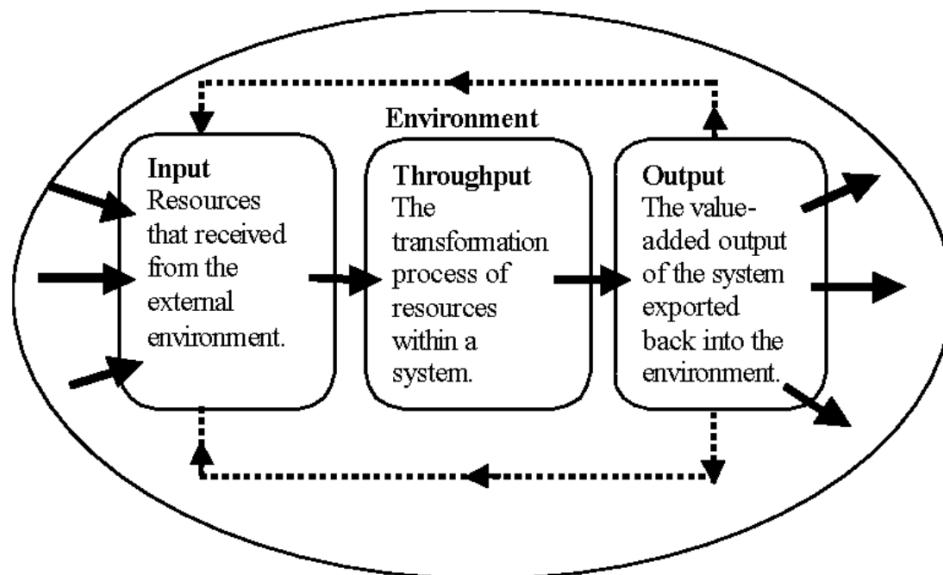 Environment
Input
Resources
that received
from the
external
environment.
Throughput
The
transformation
process of
resources
within a
system.
Output
The value-
added output
of the system
exported
back into the
environment.